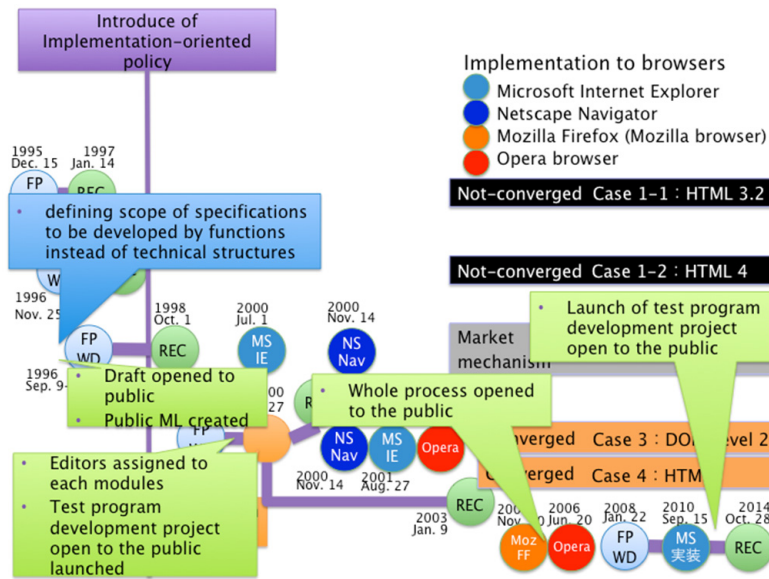 Introduce of
Implementation-oriented
policy
Implementation to browsers
Microsoft Internet Explorer
Netscape Navigator
Mozilla Firefox (Mozilla browser)
Opera browser
1995
Dec. 15
1997
Jan. 14
FP
REC
Not-converged Case 1-1：HTML 3.2
• defining scope of specifications
to be developed by functions
instead of technical structures
Not-converged Case 1-2：HTML 4
1996
Nov. 25
1998
Oct. 1
2000
Jul. 1
2000
Nov. 14
• Launch of test program
development project
open to the public
FP
WD
REC
MS
IE
NS
Nav
Market
mechanism
1996
Sep. 9-
• Draft opened to
public
• Public ML created
27
• Whole process opened
to the public
FP
NS
Nav
MS
IE
Opera
Case 3：DO
evel 2
Case 4：HTM
• Editors assigned to
each modules
• Test program
development project
open to the public
launched
2000
Nov. 14
2001
Aug. 27
2003
Jan. 9
REC
Nov.
2006
Jun. 20
2008
Jan. 22
2010
Sep. 15
2014
Oct. 28
Moz
FF
Opera
FP
WD
MS
実装
REC